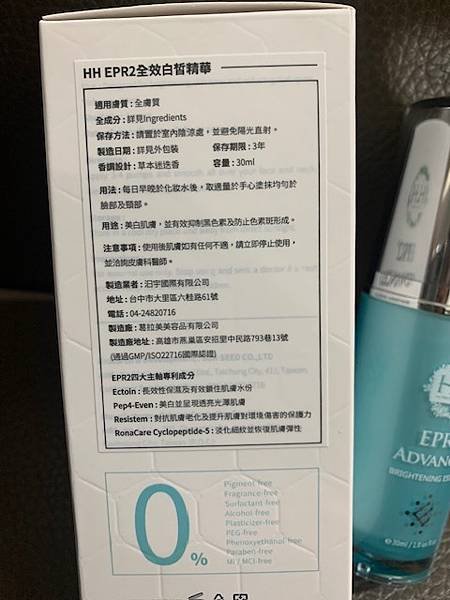 HH EPR2全效白皙精華
適用膚質 : 全膚質
全成分 : 詳見Ingredients
保存方法 : 請置於室內陰涼處，並避免陽光直射。
製造日期 : 詳見外包裝 保存期限 : 3年
香調設計 : 草本迷迭香 容量 : 30ml
用法 : 每日早晚於化妝水後，取適量於手心塗抹均勻於
臉部及頸部。
用途 : 美白肌膚，並有效抑制黑色素及防止色素斑形成。
注意事項 : 使用後肌膚如有任何不適，請立即停止使用，
並洽詢皮膚科醫師。
製造業者 : 汩宇國際有限公司
地址 : 台中市大里區六桂路61號
電話 : 04-24820716
製造廠 : 葛拉美美容品有限公司
製造廠地址 : 高雄市燕巢區安招里中民路793巷13號
(通過GMP/ISO22716國際認證)
EPR2四大主軸專利成分
Ectoin : 長效性保濕及有效鎖住肌膚水份
Pep4-Even : 美白並呈現透亮光澤肌膚
Resistem : 對抗肌膚老化及提升肌膚對環境傷害的保護力
RonaCare Cyclopeptide-5 : 淡化細紋並恢復肌膚彈性
0%
Pigment-free
Fragrance-free
Surfactant-free
Alcohol-free
Plasticizer-free
PEG-free
Phenoxyethanol-free
Paraben-free
MI / MCI-free
EPR
ADVANC
BRIGHTENING ES
30ml / 1.0